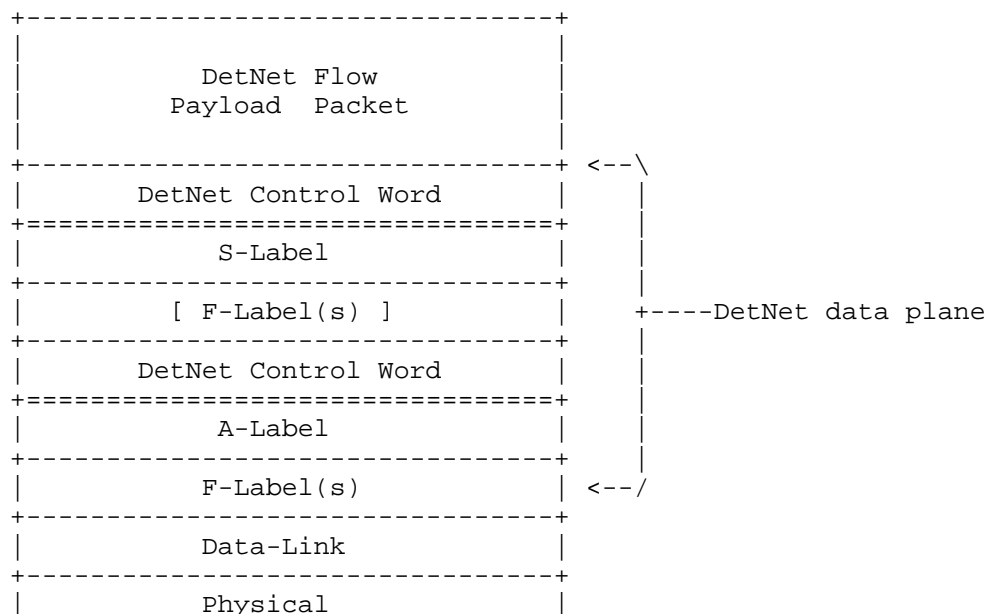 DetNet Flow
Payload Packet
DetNet Control Word
S-Label
[ F-Label(s) ]
DetNet data plane
DetNet Control Word
A-Label
F-Label(s)
Data-Link
Physical